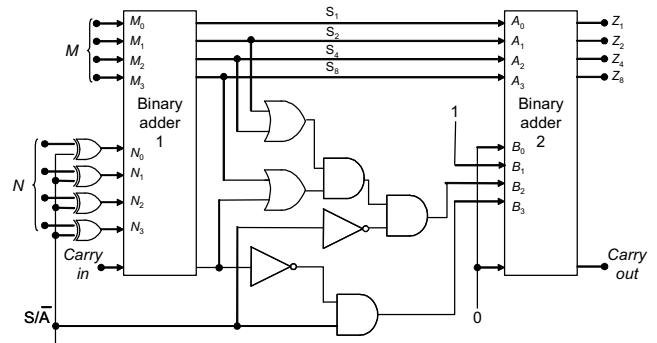 S₁
S₂
S₄
S₈
M
M₀
M₁
M₂
M₃
Binary
adder
1
N
N₀
N₁
N₂
N₃
Carry
in
S/A̅
A₀
A₁
A₂
A₃
Binary
adder
2
1
B₀
B₁
B₂
B₃
0
Z₁
Z₂
Z₄
Z₈
Carry
out